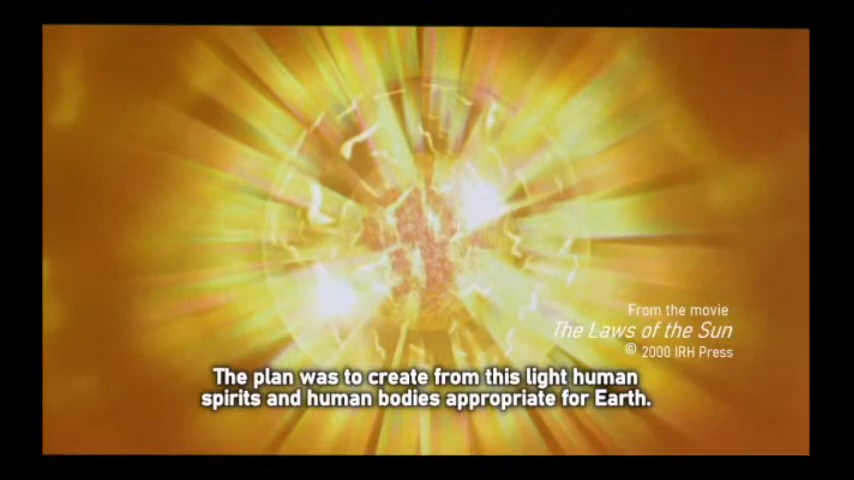 From the movie
The Laws of the Sun
© 2000 IRH Press
The plan was to create from this light human
spirits and human bodies appropriate for Earth.